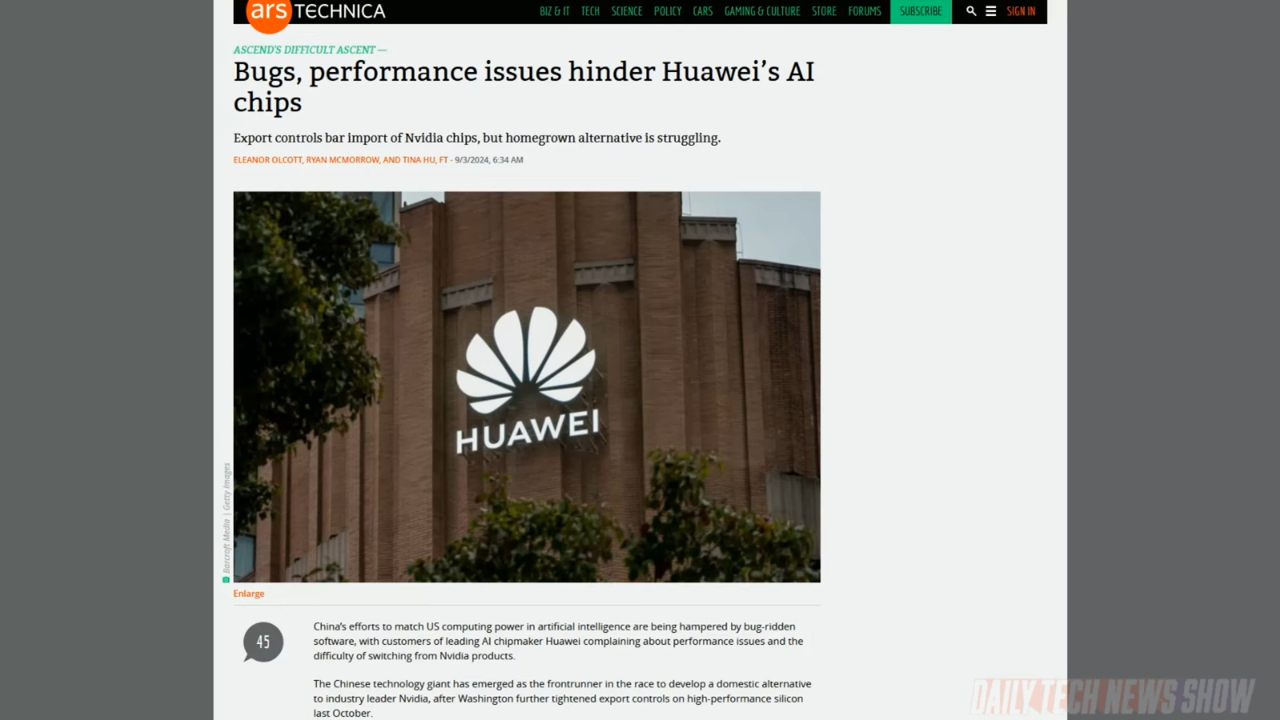 ars TECHNICA
BIZ & IT TECH SCIENCE POLICY CARS GAMING & CULTURE STORE FORUMS SUBSCRIBE SIGN IN
ASCEND'S DIFFICULT ASCENT —
Bugs, performance issues hinder Huawei’s AI
chips
Export controls bar import of Nvidia chips, but homegrown alternative is struggling.
ELEANOR OLCOTT, RYAN MCMORROW, AND TINA HU, FT - 9/3/2024, 6:34 AM
HUAWEI
Barcroft Media | Getty Images
Enlarge
45
China’s efforts to match US computing power in artificial intelligence are being hampered by bug-ridden
software, with customers of leading AI chipmaker Huawei complaining about performance issues and the
difficulty of switching from Nvidia products.
The Chinese technology giant has emerged as the frontrunner in the race to develop a domestic alternative
to industry leader Nvidia, after Washington further tightened export controls on high-performance silicon
last October.
DAILY TECH NEWS SHOW